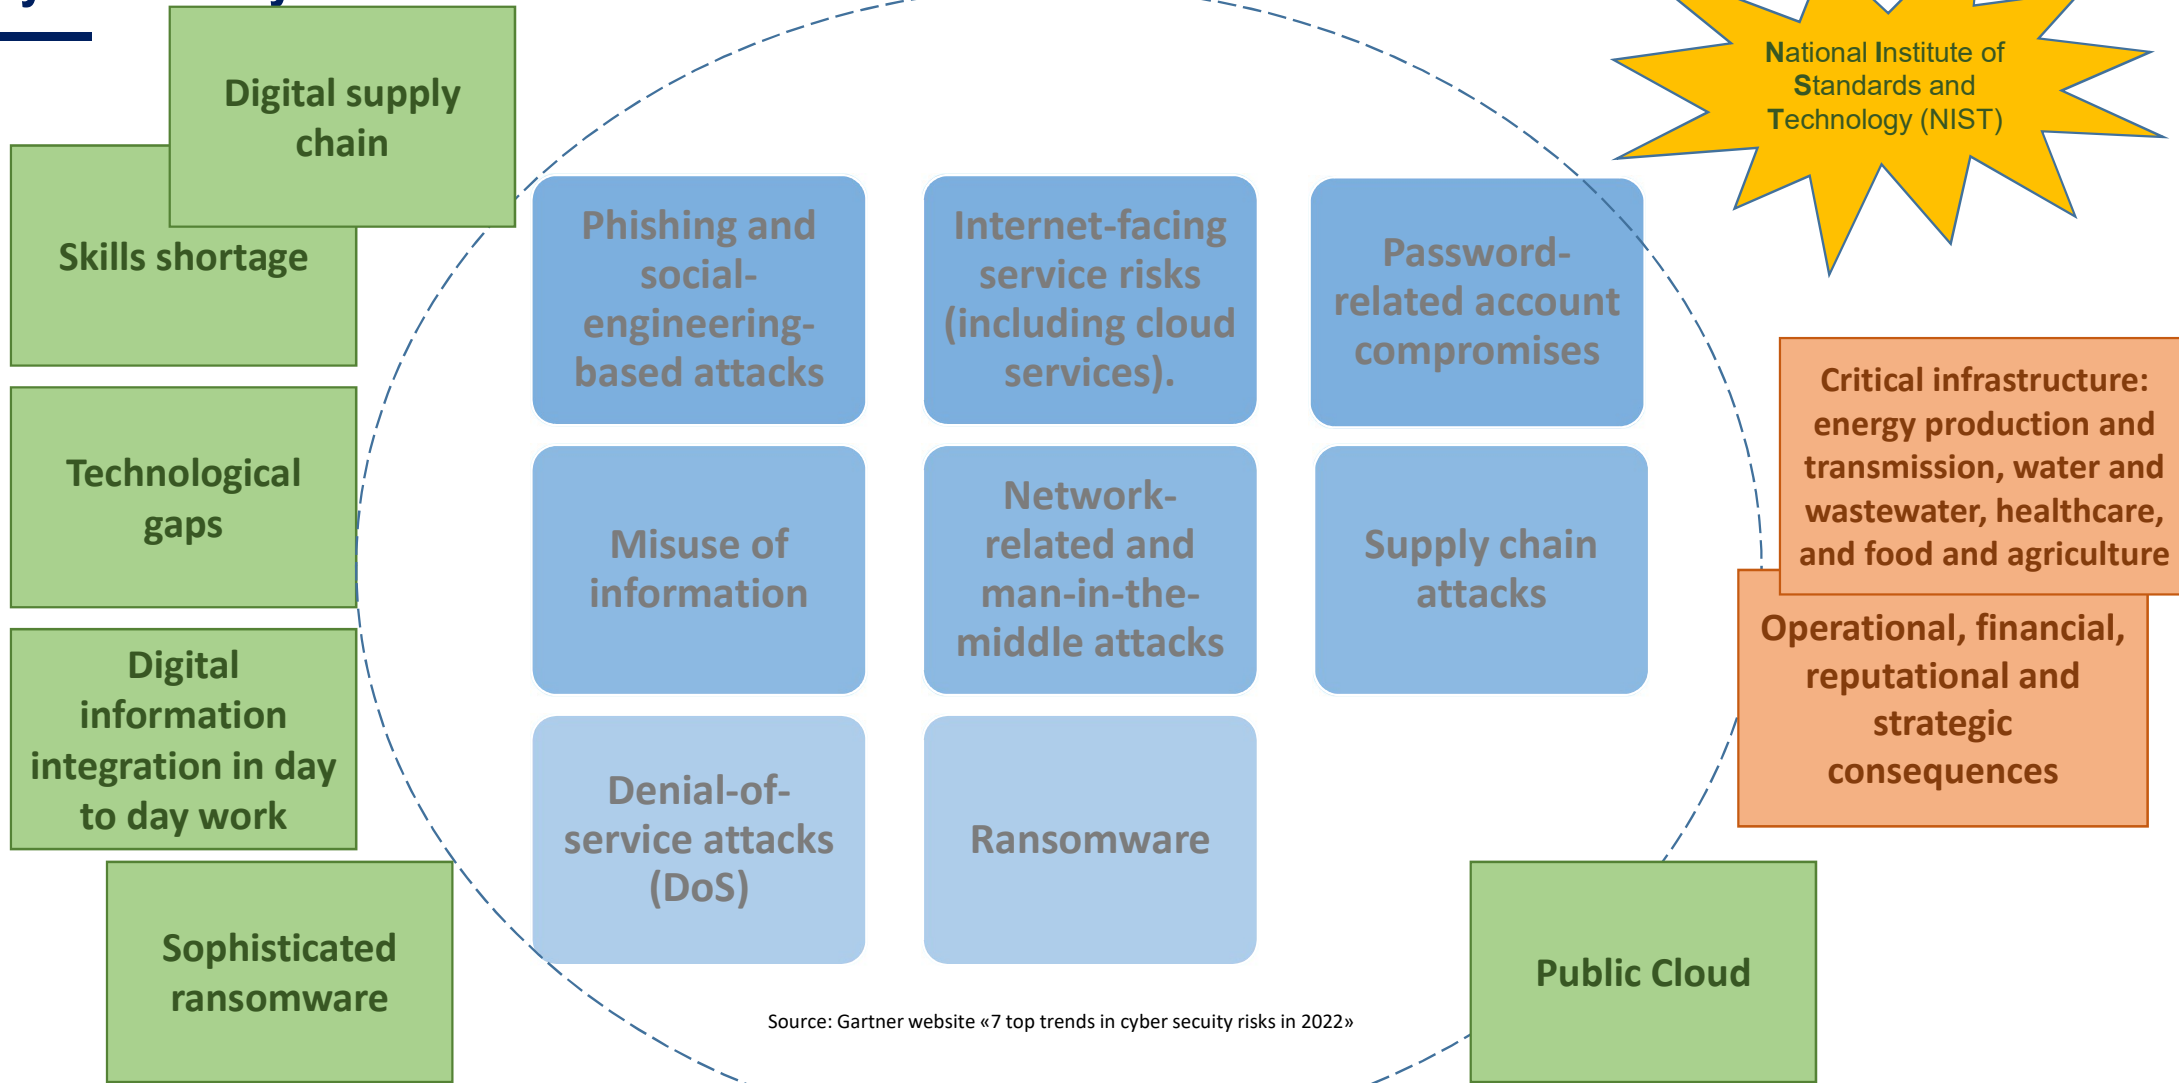 Digital supply
chain
Skills shortage
Technological
gaps
Digital
information
integration in day
to day work
Sophisticated
ransomware
Phishing and
social-
engineering-
based attacks
Internet-facing
service risks
(including cloud
services).
Password-
related account
compromises
Misuse of
information
Network-
related and
man-in-the-
middle attacks
Supply chain
attacks
Denial-of-
service attacks
(DoS)
Ransomware
Source: Gartner website «7 top trends in cyber secuity risks in 2022»
National Institute of
Standards and
Technology (NIST)
Critical infrastructure:
energy production and
transmission, water and
wastewater, healthcare,
and food and agriculture
Operational, financial,
reputational and
strategic
consequences
Public Cloud